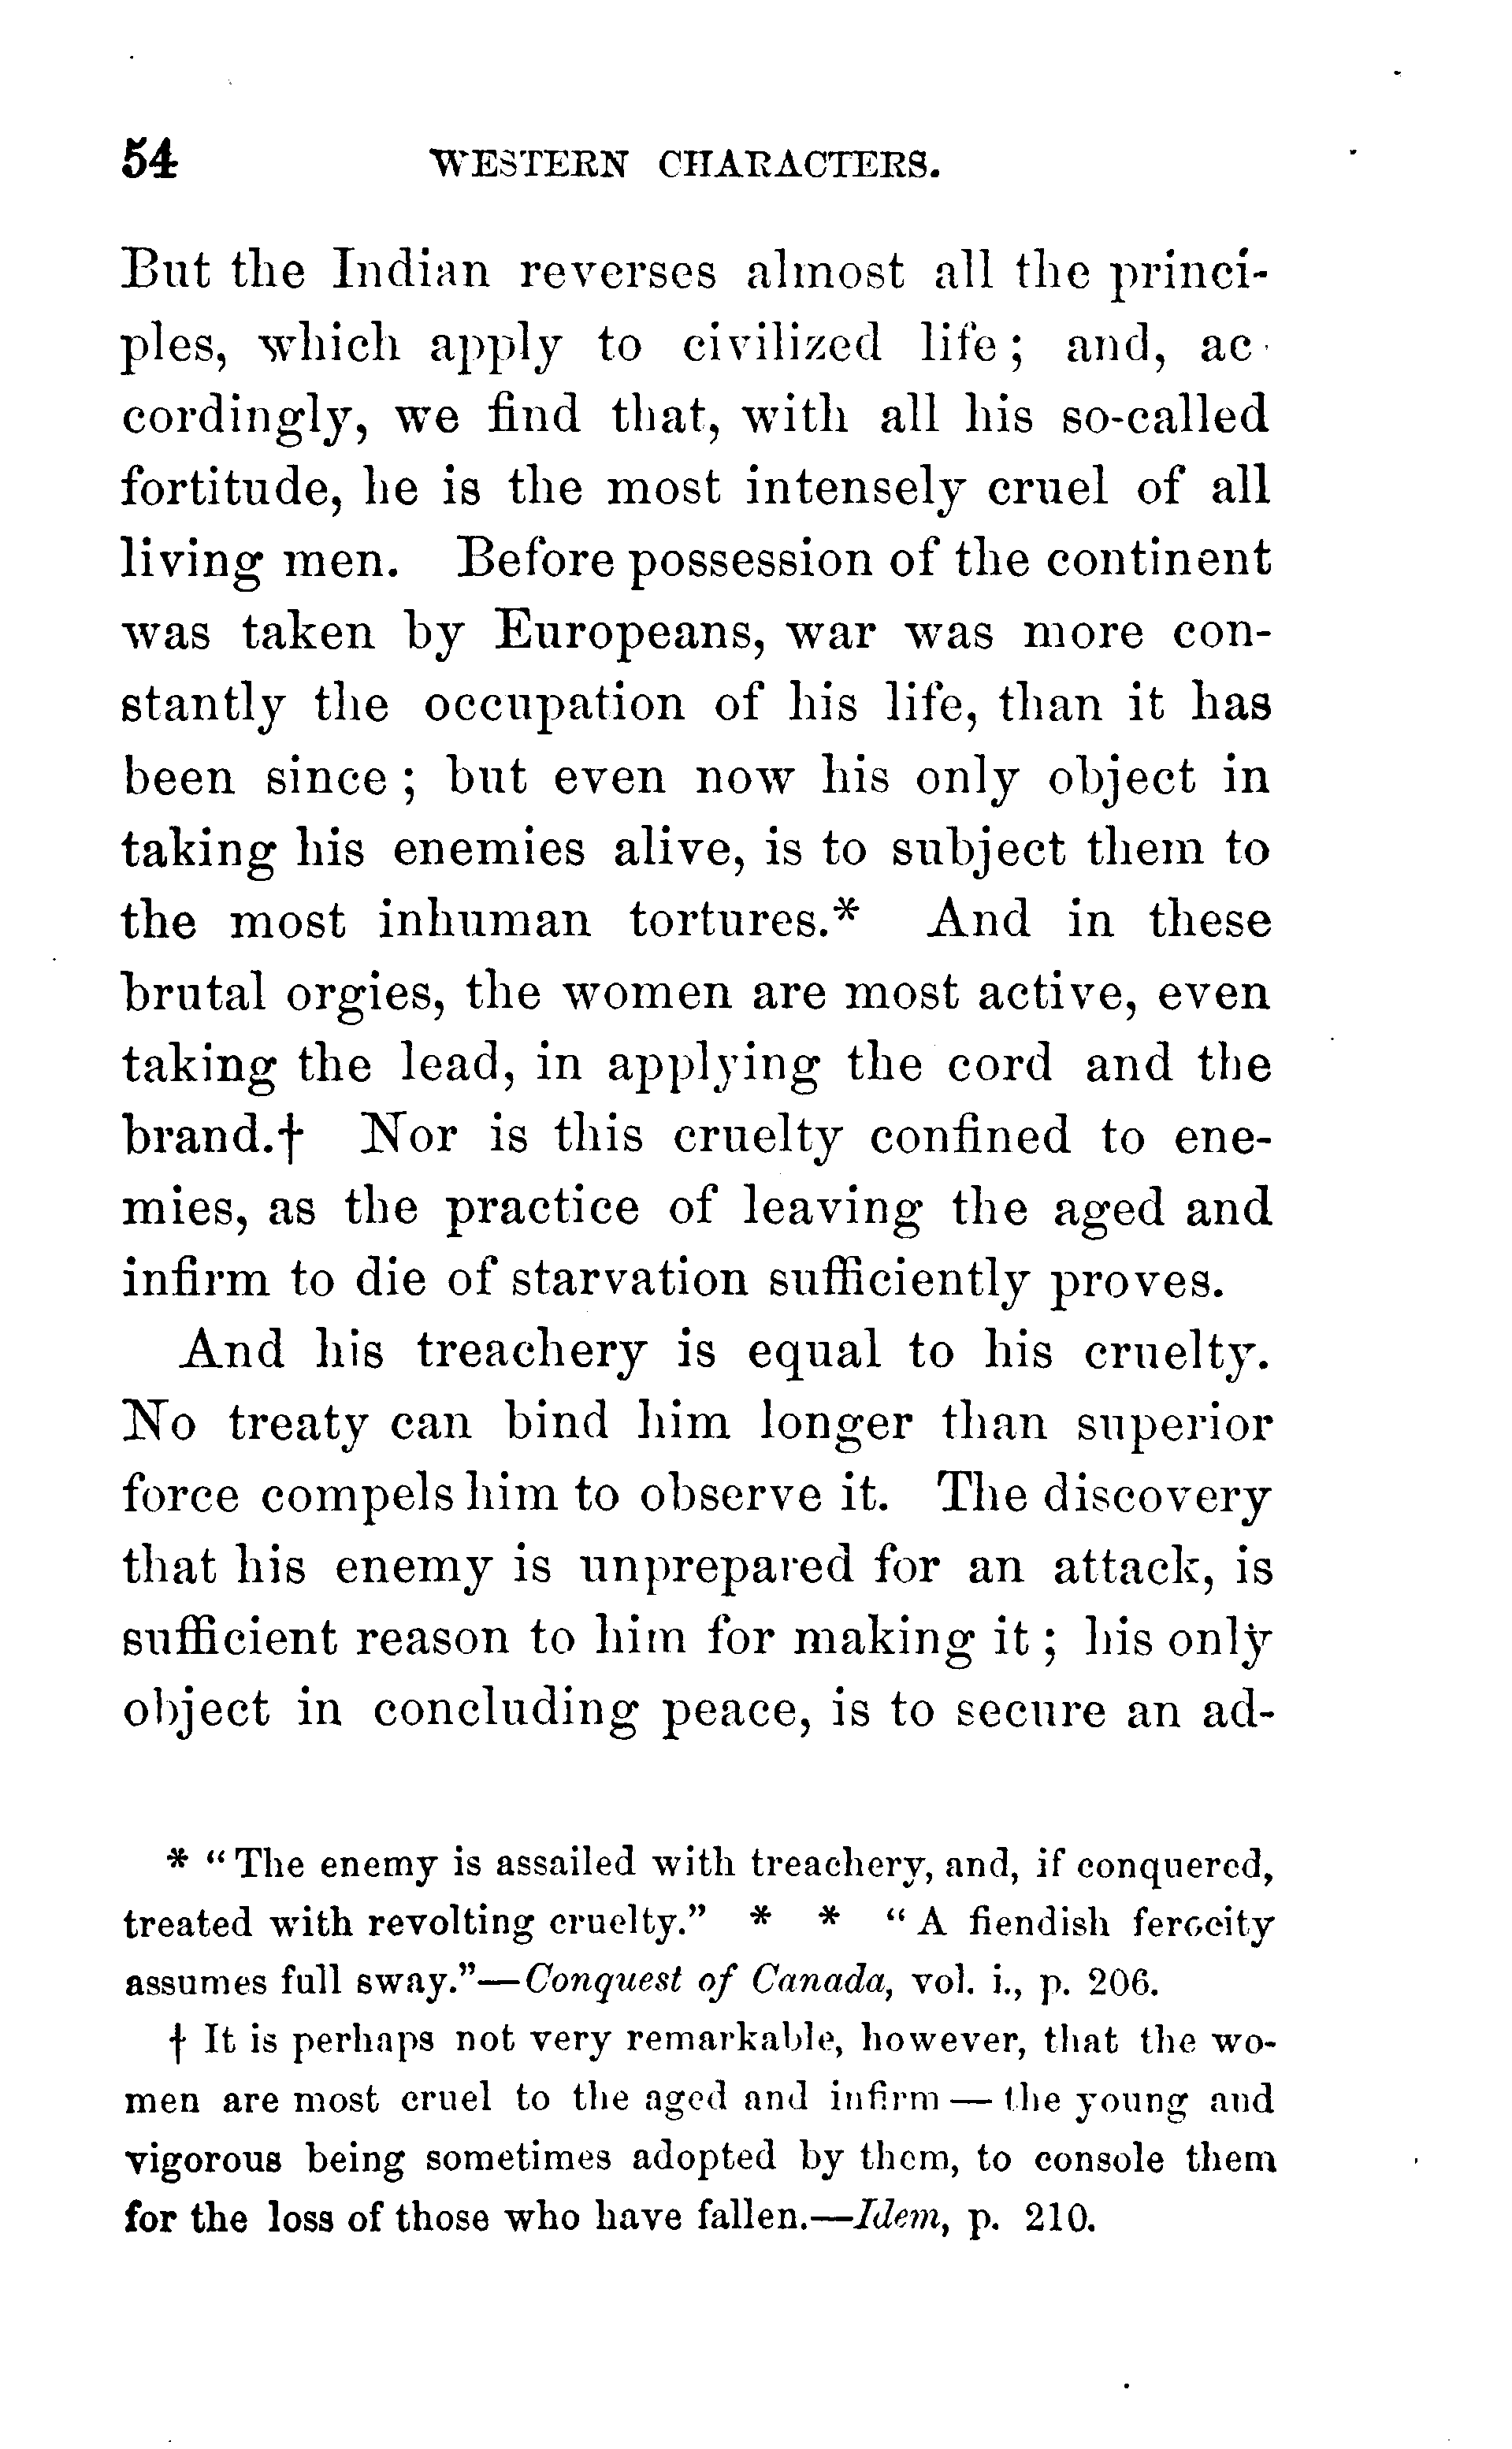 54 WESTERN CHARACTERS.
But the Indian reverses almost all the princi-
ples, which apply to civilized life; and, ac-
cordingly, we find that, with all his so-called
fortitude, he is the most intensely cruel of all
living men. Before possession of the continent
was taken by Europeans, war was more con-
stantly the occupation of his life, than it has
been since; but even now his only object in
taking his enemies alive, is to subject them to
the most inhuman tortures.* And in these
brutal orgies, the women are most active, even
taking the lead, in applying the cord and the
brand.† Nor is this cruelty confined to ene-
mies, as the practice of leaving the aged and
infirm to die of starvation sufficiently proves.
And his treachery is equal to his cruelty.
No treaty can bind him longer than superior
force compels him to observe it. The discovery
that his enemy is unprepared for an attack, is
sufficient reason to him for making it; his only
object in concluding peace, is to secure an ad-
* "The enemy is assailed with treachery, and, if conquered,
treated with revolting cruelty." * * "A fiendish ferocity
assumes full sway."—Conquest of Canada, vol. i., p. 206.
† It is perhaps not very remarkable, however, that the wo-
men are most cruel to the aged and infirm — the young and
vigorous being sometimes adopted by them, to console them
for the loss of those who have fallen.—Idem, p. 210.